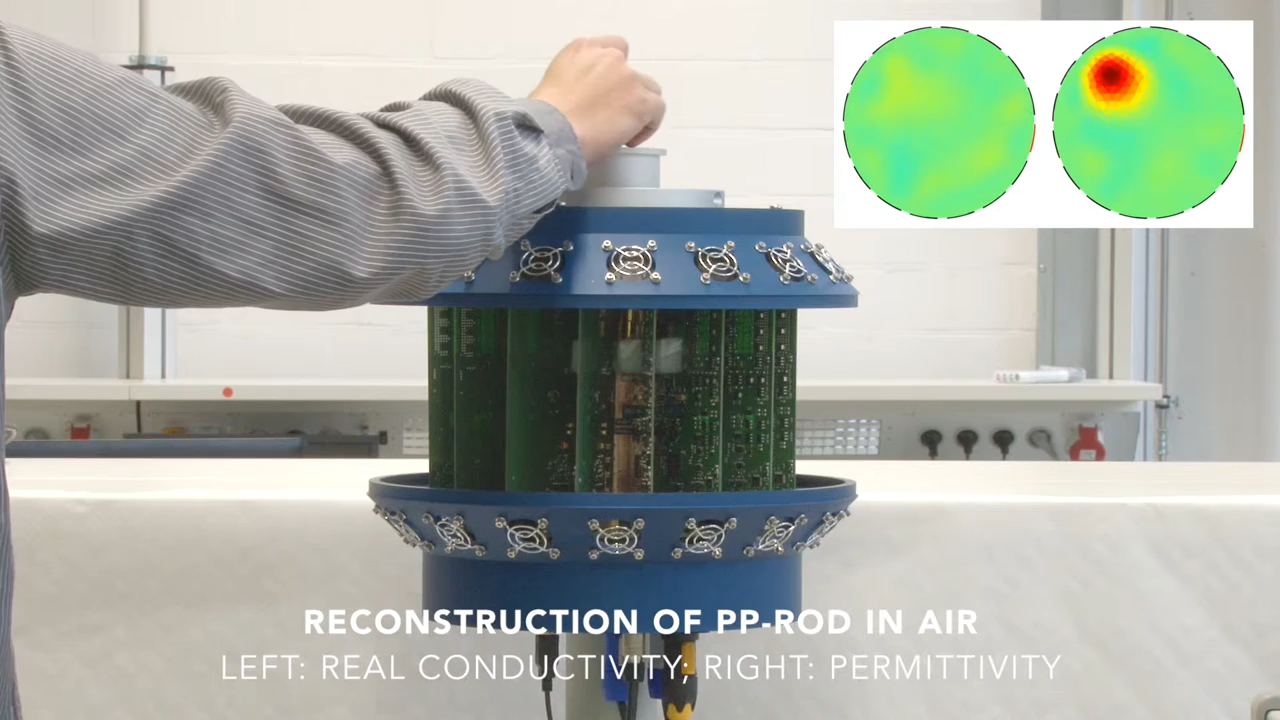 RECONSTRUCTION OF PP-ROD IN AIR
LEFT: REAL CONDUCTIVITY; RIGHT: PERMITTIVITY